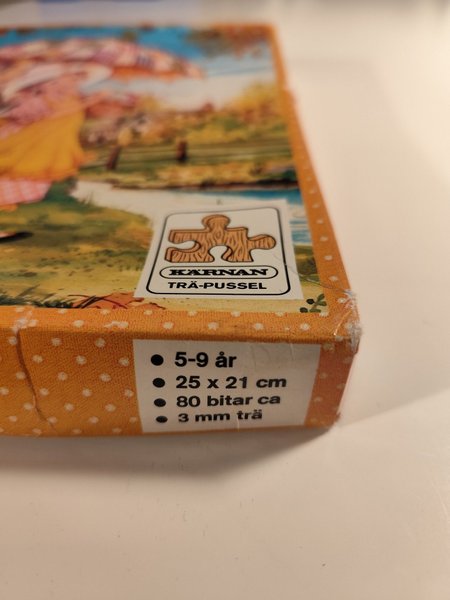 KÄRNAN
TRÄ-PUSSEL
● 5-9 år
● 25 x 21 cm
● 80 bitar ca
● 3 mm trä